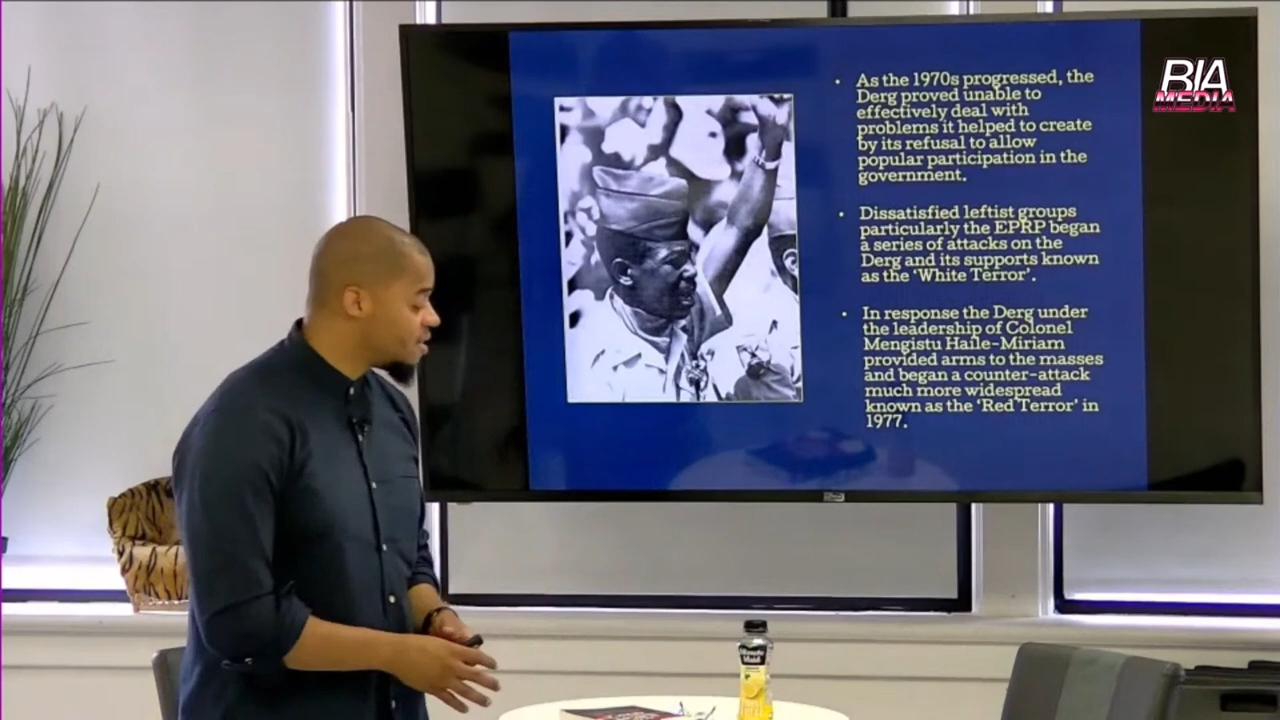 BIA
MEDIA
• As the 1970s progressed, the
Derg proved unable to
effectively deal with
problems it helped to create
by its refusal to allow
popular participation in the
government.
• Dissatisfied leftist groups
particularly the EPRP began
a series of attacks on the
Derg and its supports known
as the ‘White Terror’.
• In response the Derg under
the leadership of Colonel
Mengistu Haile-Miriam
provided arms to the masses
and began a counter-attack
much more widespread
known as the ‘Red Terror’ in
1977.
Minute
Maid